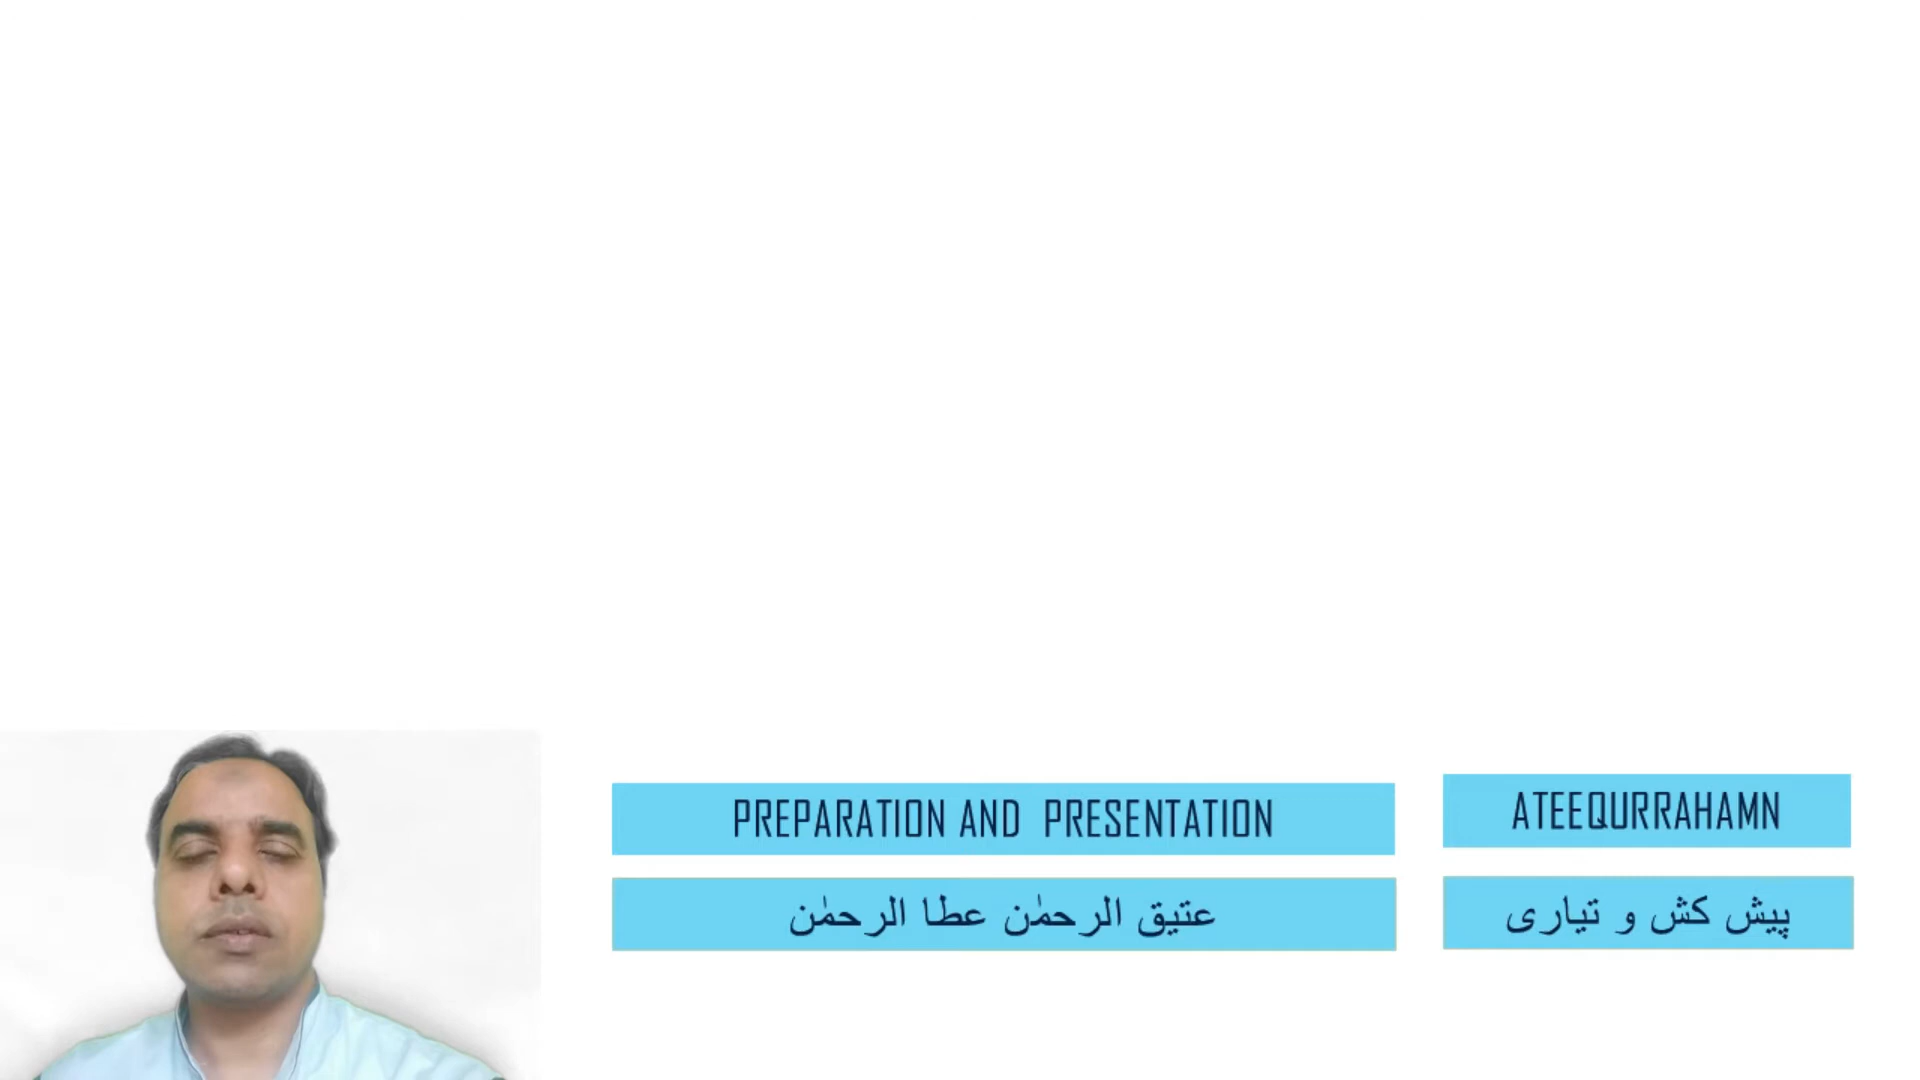 PREPARATION AND PRESENTATION
ATEEQURRAHAMN
پیش کش و تیاری
عتیق الرحمٰن عطا الرحمٰن